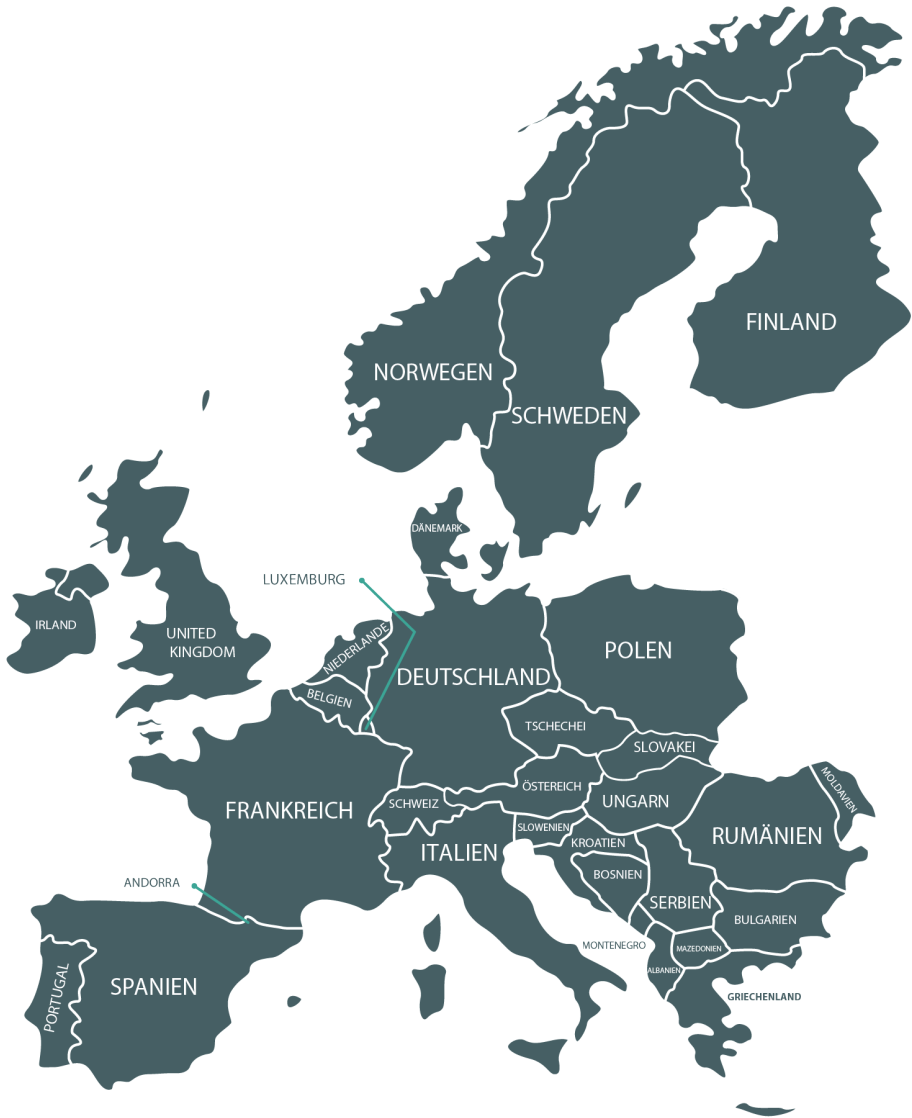 FINLAND
NORWEGEN
SCHWEDEN
DÄNEMARK
LUXEMBURG
IRLAND
UNITED
KINGDOM
NIEDERLANDE
POLEN
DEUTSCHLAND
BELGIEN
TSCHECHEI
SLOVAKEI
ÖSTEREICH
MOLDAVIEN
SCHWEIZ
UNGARN
FRANKREICH
SLOWENIEN
RUMÄNIEN
KROATIEN
ITALIEN
BOSNIEN
ANDORRA
SERBIEN
BULGARIEN
MONTENEGRO
MAZEDONIEN
ALBANIEN
SPANIEN
PORTUGAL
GRIECHENLAND